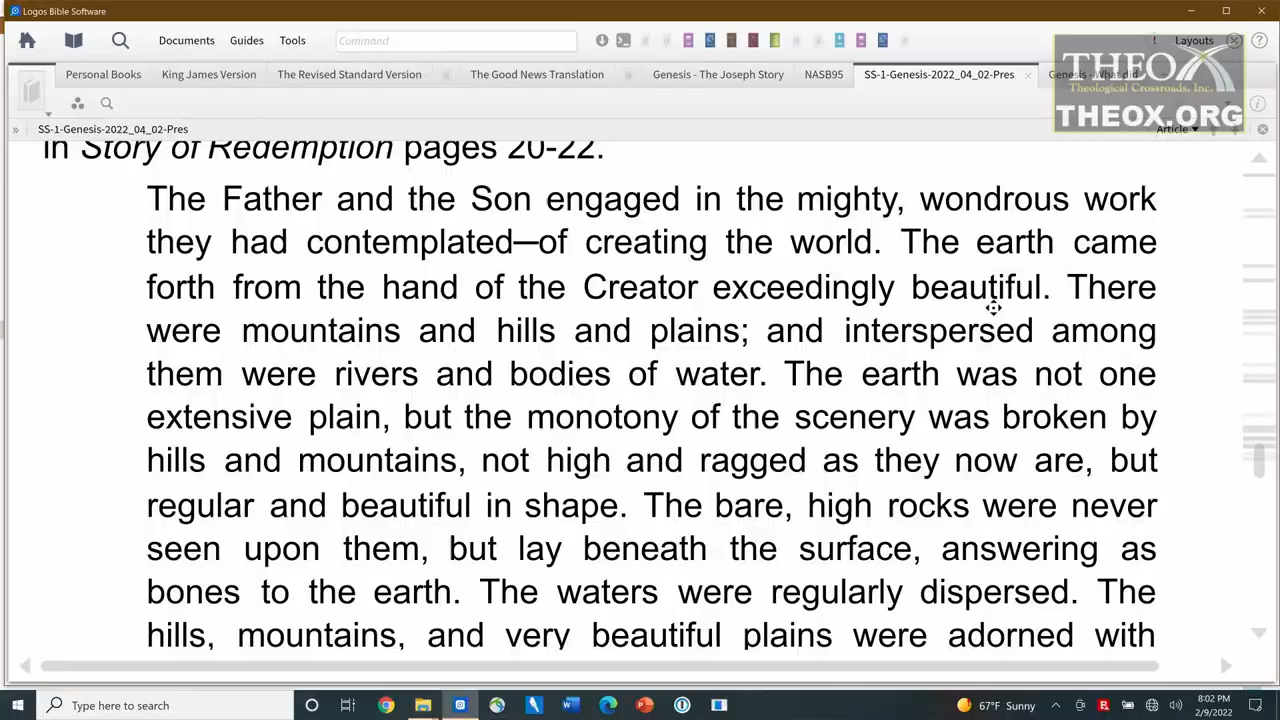 Logos Bible Software
Documents Guides Tools Command Layouts
THEOX
Theological Crossroads, Inc.
THEOX.ORG
Personal Books King James Version The Revised Standard Version The Good News Translation Genesis - The Joseph Story NASB95 SS-1-Genesis-2022_04_02-Pres Genesis - What did
SS-1-Genesis-2022_04_02-Pres Article
in Story of Redemption pages 20-22.
The Father and the Son engaged in the mighty, wondrous work
they had contemplated—of creating the world. The earth came
forth from the hand of the Creator exceedingly beautiful. There
were mountains and hills and plains; and interspersed among
them were rivers and bodies of water. The earth was not one
extensive plain, but the monotony of the scenery was broken by
hills and mountains, not high and ragged as they now are, but
regular and beautiful in shape. The bare, high rocks were never
seen upon them, but lay beneath the surface, answering as
bones to the earth. The waters were regularly dispersed. The
hills, mountains, and very beautiful plains were adorned with
Type here to search
67°F Sunny
8:02 PM
2/9/2022